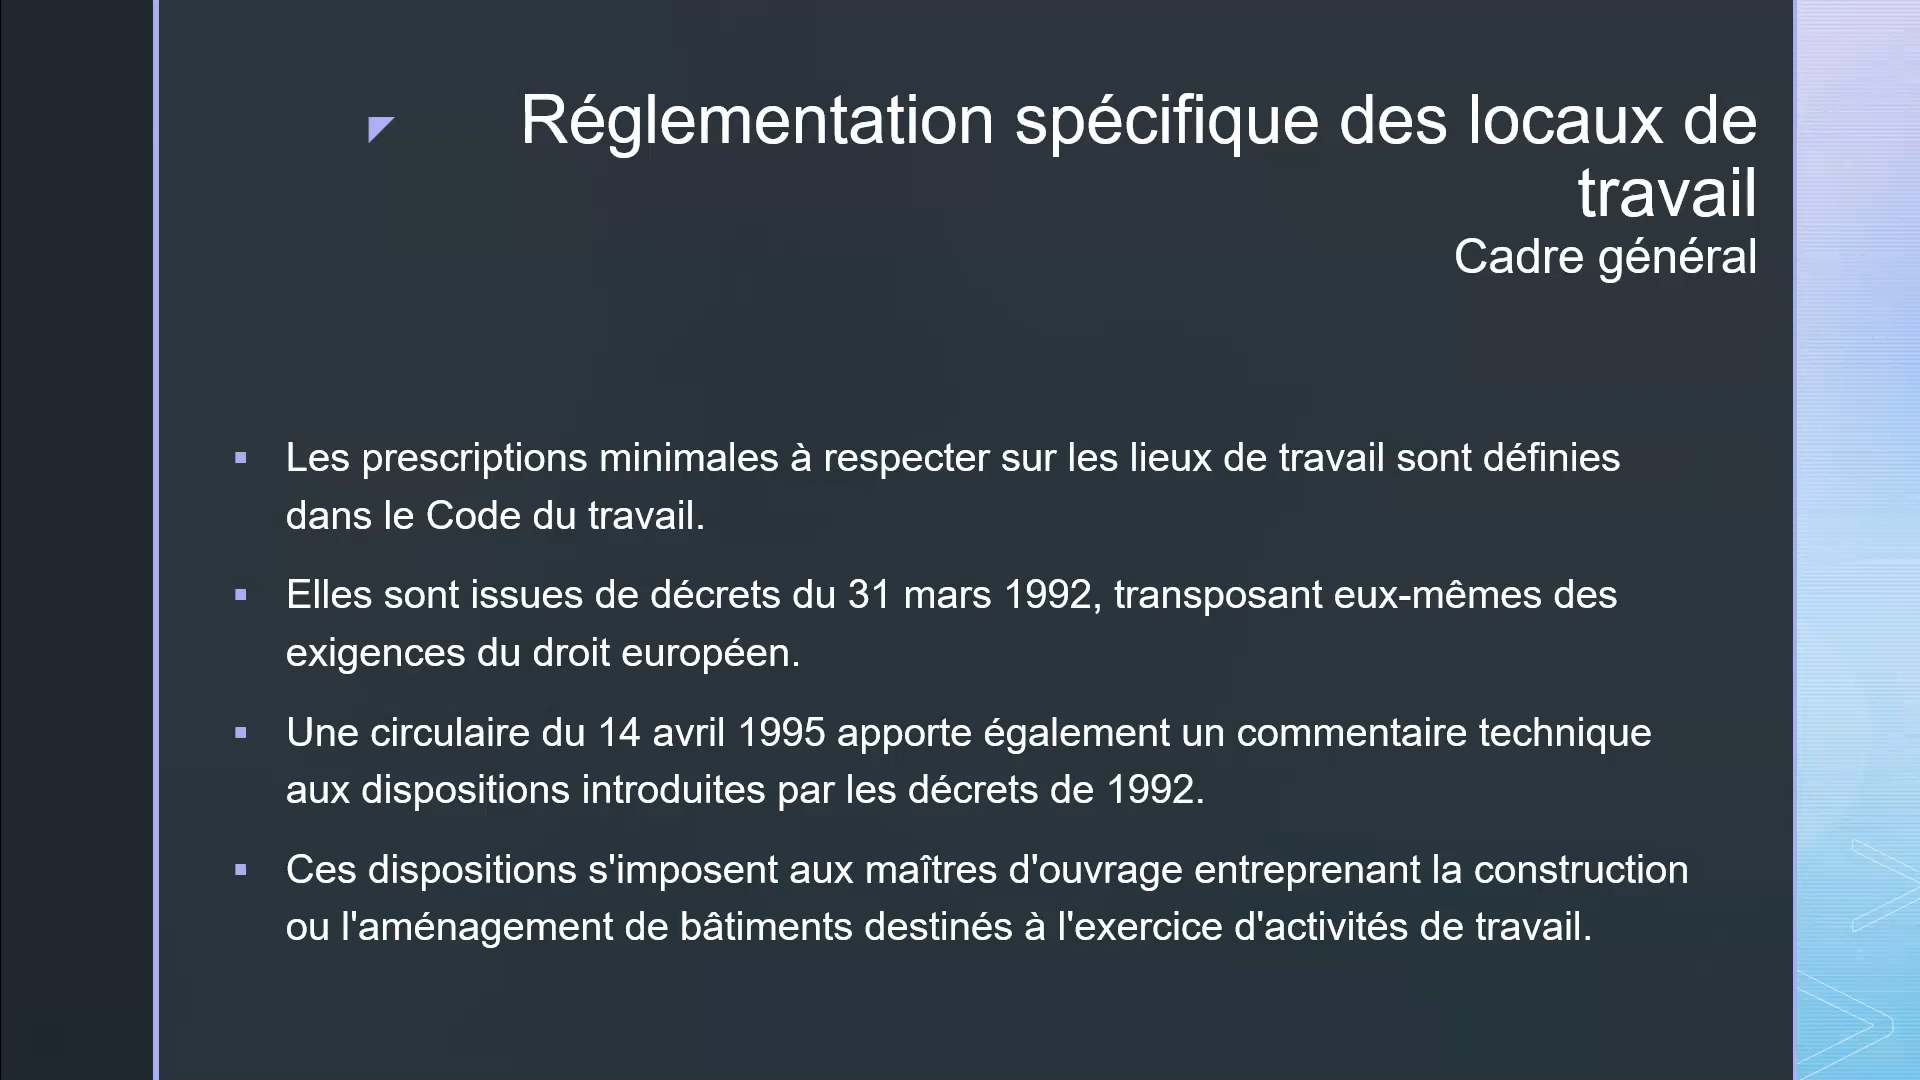 Réglementation spécifique des locaux de
travail
Cadre général
▪ Les prescriptions minimales à respecter sur les lieux de travail sont définies
dans le Code du travail.
▪ Elles sont issues de décrets du 31 mars 1992, transposant eux-mêmes des
exigences du droit européen.
▪ Une circulaire du 14 avril 1995 apporte également un commentaire technique
aux dispositions introduites par les décrets de 1992.
▪ Ces dispositions s'imposent aux maîtres d'ouvrage entreprenant la construction
ou l'aménagement de bâtiments destinés à l'exercice d'activités de travail.